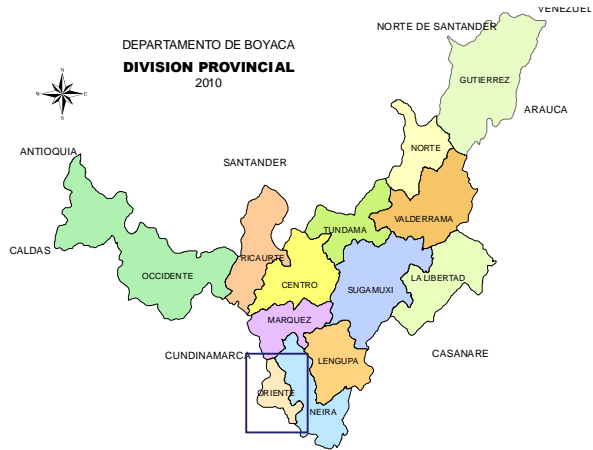 VENEZUEL
NORTE DE SANTANDER
DEPARTAMENTO DE BOYACA
DIVISION PROVINCIAL
2010
GUTIERREZ
N
W E
S
ARAUCA
NORTE
ANTIOQUIA
SANTANDER
VALDERRAMA
TUNDAMA
CALDAS
RICAURTE
OCCIDENTE
LA LIBERTAD
CENTRO
SUGAMUXI
MARQUEZ
CUNDINAMARCA
CASANARE
LENGUPA
ORIENTE
NEIRA